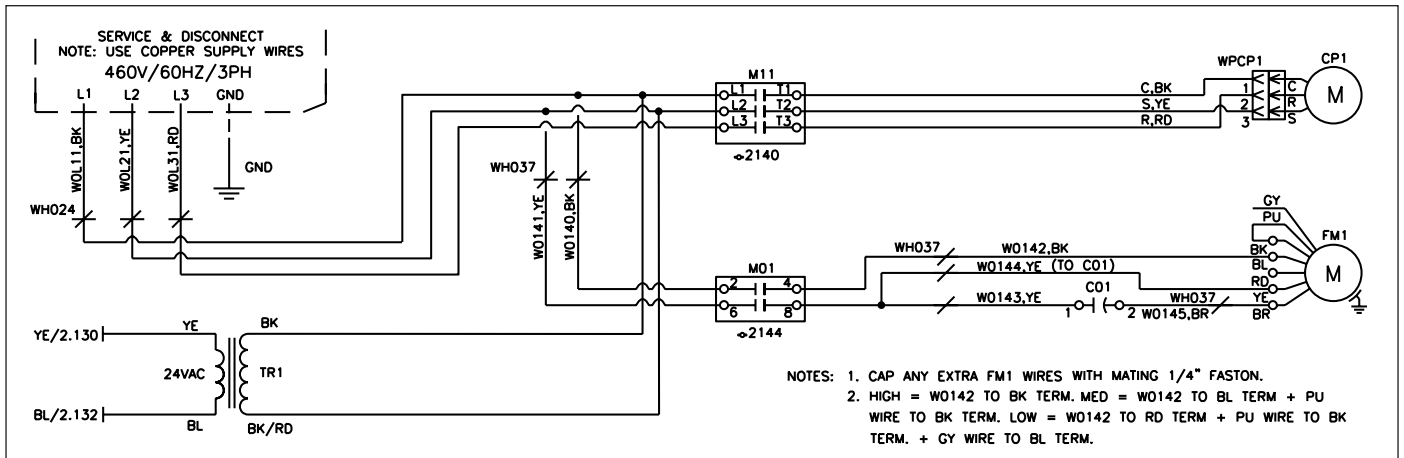 SERVICE & DISCONNECT
NOTE: USE COPPER SUPPLY WIRES
460V/60HZ/3PH
L1 L2 L3 GND
W0L11,BK
W0L21,YE
W0L31,RD
GND
WH024
WH037
W0141,YE
W0140,BK
M11
L1 T1
L2 T2
L3 T3
2140
C,BK
S,YE
R,RD
WPCP1
1
2
3
C
R
S
CP1
M
M01
2 4
6 8
2144
WH037 W0142,BK
W0144,YE (TO C01)
W0143,YE
C01
1 2
WH037
W0145,BR
GY
PU
BK
BL
RD
YE
BR
FM1
M
YE/2.130
YE
BK
24VAC
TR1
BL/2.132
BL
BK/RD
NOTES: 1. CAP ANY EXTRA FM1 WIRES WITH MATING 1/4" FASTON.
2. HIGH = W0142 TO BK TERM. MED = W0142 TO BL TERM + PU
WIRE TO BK TERM. LOW = W0142 TO RD TERM + PU WIRE TO BK
TERM. + GY WIRE TO BL TERM.